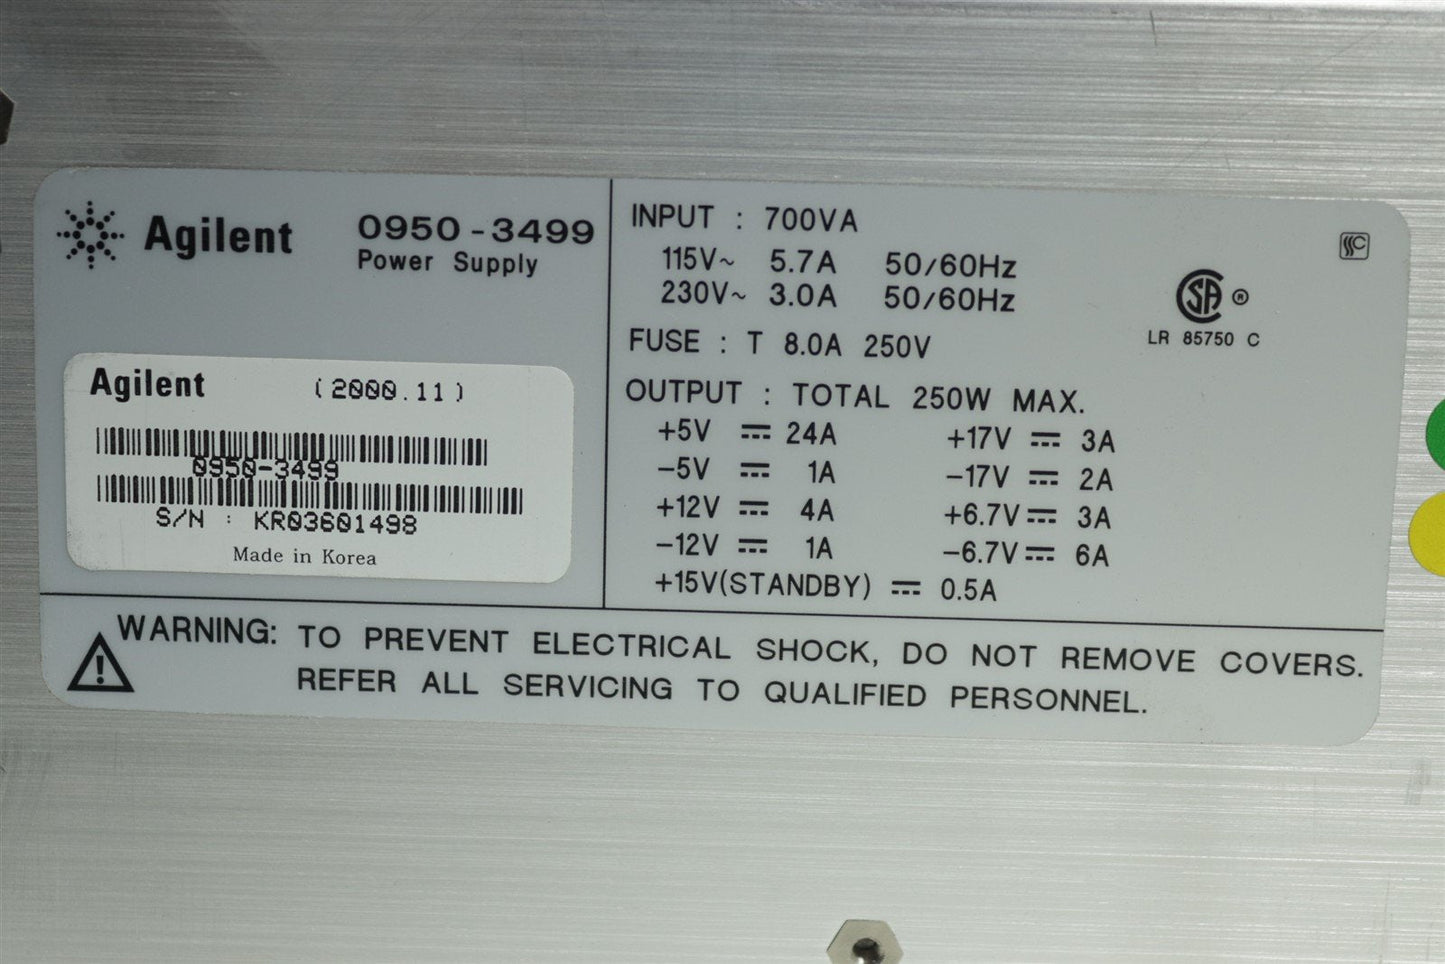 Agilent 0950-3499
Power Supply
Agilent (2000.11)
0950-3499
S/N : KR03601498
Made in Korea
INPUT : 700VA
115V~ 5.7A 50/60Hz
230V~ 3.0A 50/60Hz
FUSE : T 8.0A 250V
OUTPUT : TOTAL 250W MAX.
+5V ⎓ 24A +17V ⎓ 3A
-5V ⎓ 1A -17V ⎓ 2A
+12V ⎓ 4A +6.7V ⎓ 3A
-12V ⎓ 1A -6.7V ⎓ 6A
+15V(STANDBY) ⎓ 0.5A
SA ®
LR 85750 C
WARNING: TO PREVENT ELECTRICAL SHOCK, DO NOT REMOVE COVERS.
REFER ALL SERVICING TO QUALIFIED PERSONNEL.